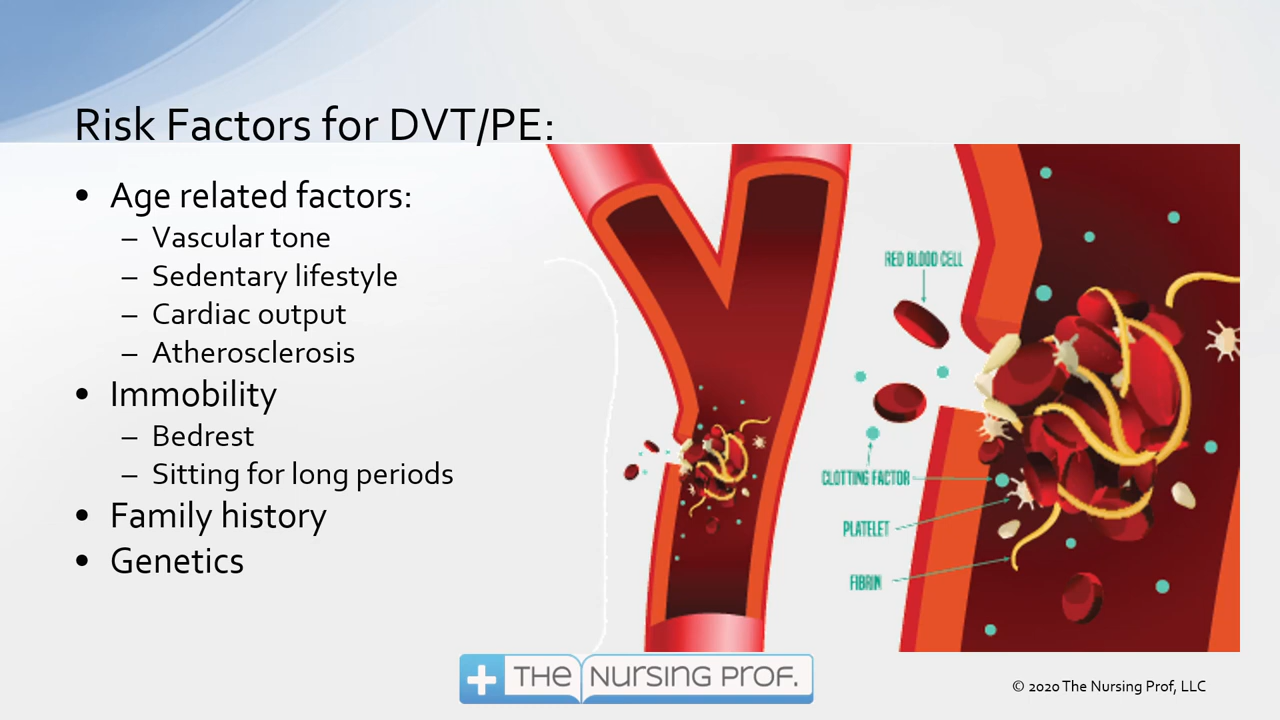 Risk Factors for DVT/PE:
• Age related factors:
– Vascular tone
– Sedentary lifestyle
– Cardiac output
– Atherosclerosis
• Immobility
– Bedrest
– Sitting for long periods
• Family history
• Genetics
RED BLOOD CELL
CLOTTING FACTOR
PLATELET
FIBRIN
THE NURSING PROF.
© 2020 The Nursing Prof, LLC